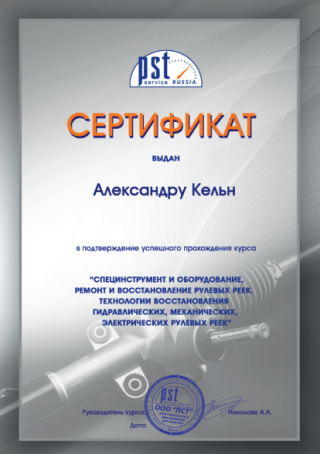 pst
service RUSSIA
СЕРТИФИКАТ
ВЫДАН
Александру Кельн
в подтверждение успешного прохождения курса
"СПЕЦИНСТРУМЕНТ И ОБОРУДОВАНИЕ,
РЕМОНТ И ВОССТАНОВЛЕНИЕ РУЛЕВЫХ РЕЕК.
ТЕХНОЛОГИИ ВОССТАНОВЛЕНИЯ
ГИДРАВЛИЧЕСКИХ, МЕХАНИЧЕСКИХ,
ЭЛЕКТРИЧЕСКИХ РУЛЕВЫХ РЕЕК"
pst
ООО "ПСТ"
Руководитель курса: Николаев А.А.
Дата: